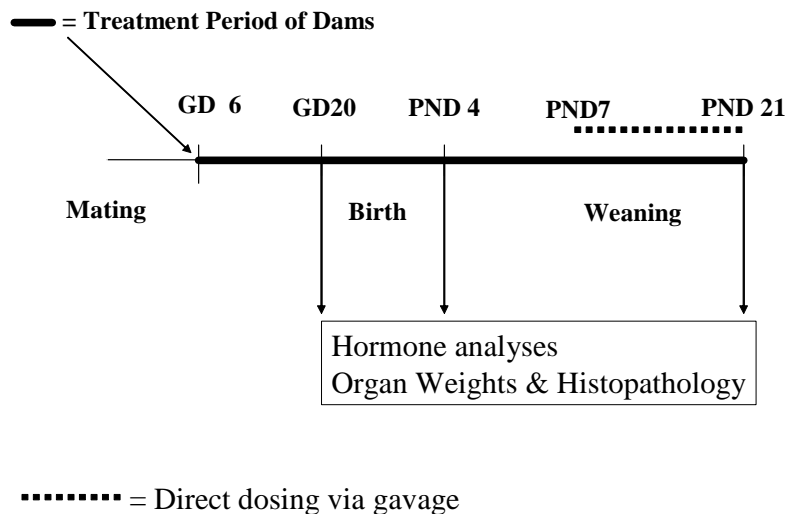 = Treatment Period of Dams
GD 6 GD20 PND 4 PND7 PND 21
Mating Birth Weaning
Hormone analyses
Organ Weights & Histopathology
= Direct dosing via gavage